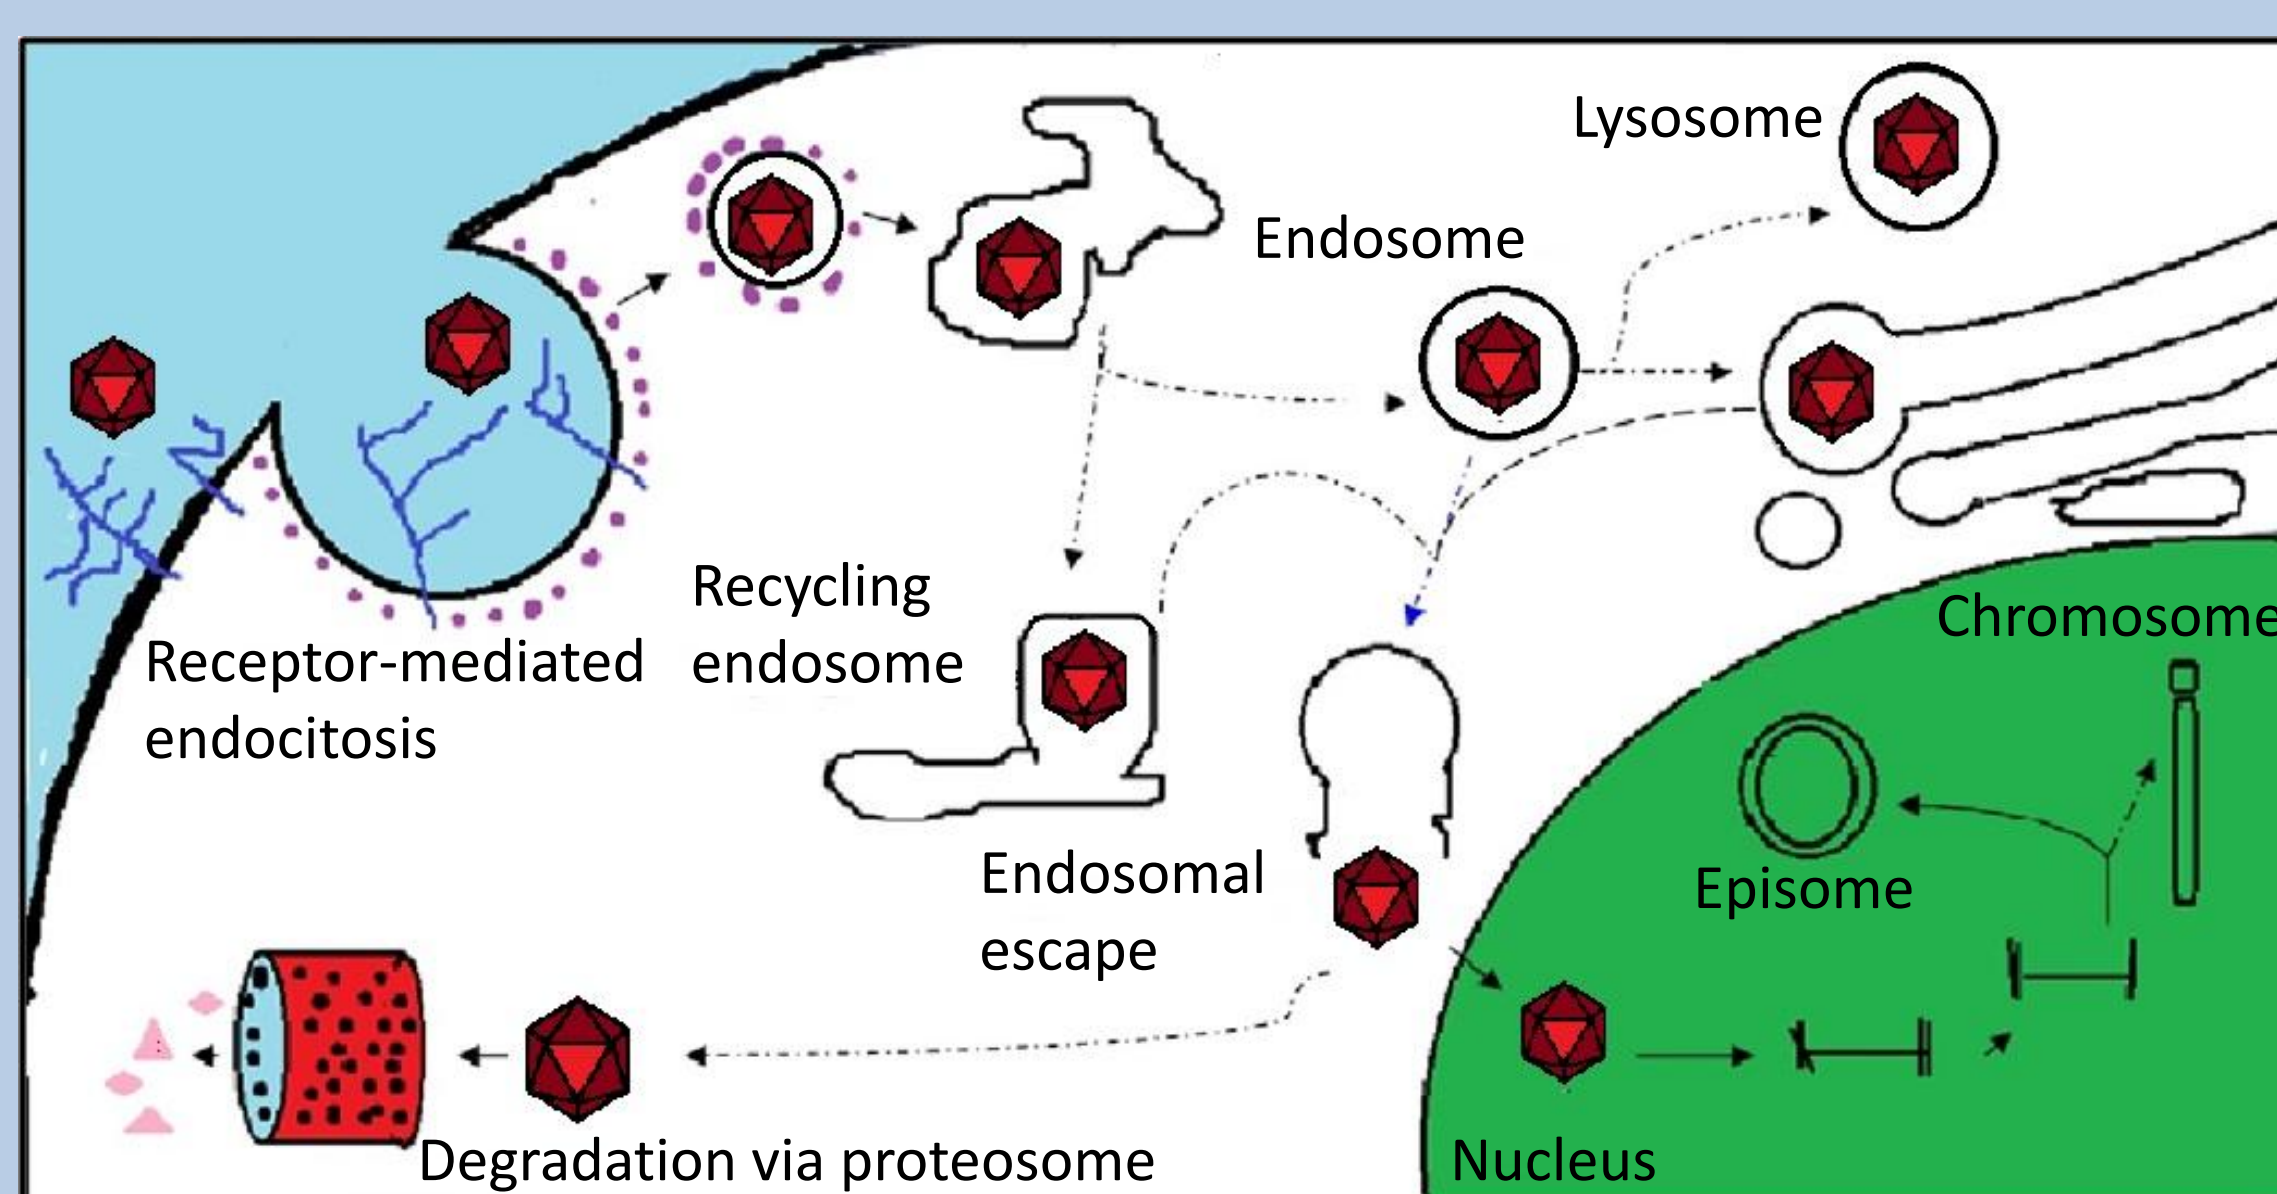 Lysosome
Endosome
Recycling
endosome
Receptor-mediated
endocitosis
Chromosome
Endosomal
escape
Episome
Degradation via proteosome
Nucleus